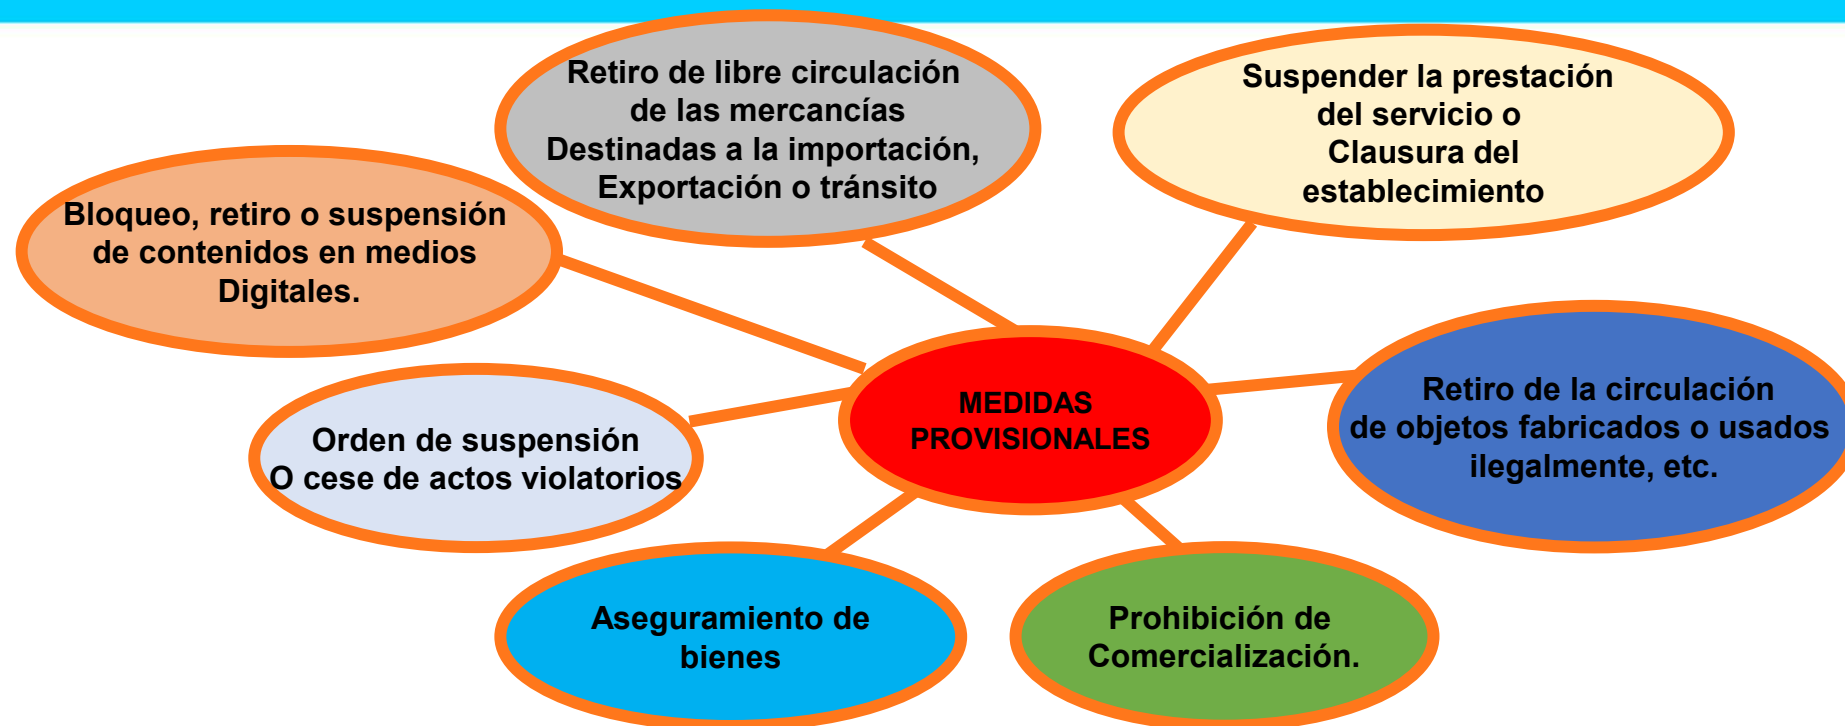 Retiro de libre circulación
de las mercancías
Destinadas a la importación,
Exportación o tránsito
Suspender la prestación
del servicio o
Clausura del
establecimiento
Bloqueo, retiro o suspensión
de contenidos en medios
Digitales.
MEDIDAS
PROVISIONALES
Retiro de la circulación
de objetos fabricados o usados
ilegalmente, etc.
Orden de suspensión
O cese de actos violatorios
Aseguramiento de
bienes
Prohibición de
Comercialización.